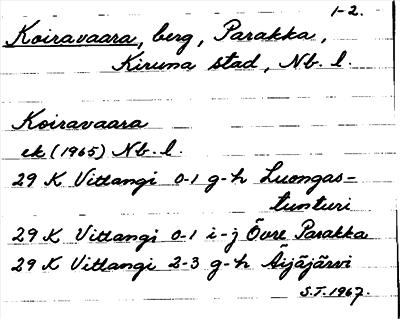 1-2.
Koiravaara, berg, Parakka,
Kiruna stad, Nb. l.
Koiravaara
ek (1965) Nb. l.
29 K Vittangi 0-1 g-h Luongas=
tunturi
29 K Vittangi 0-1 i-j Övre Parakka
29 K Vittangi 2-3 g-h Äijäjärvi
S.T. 1967.